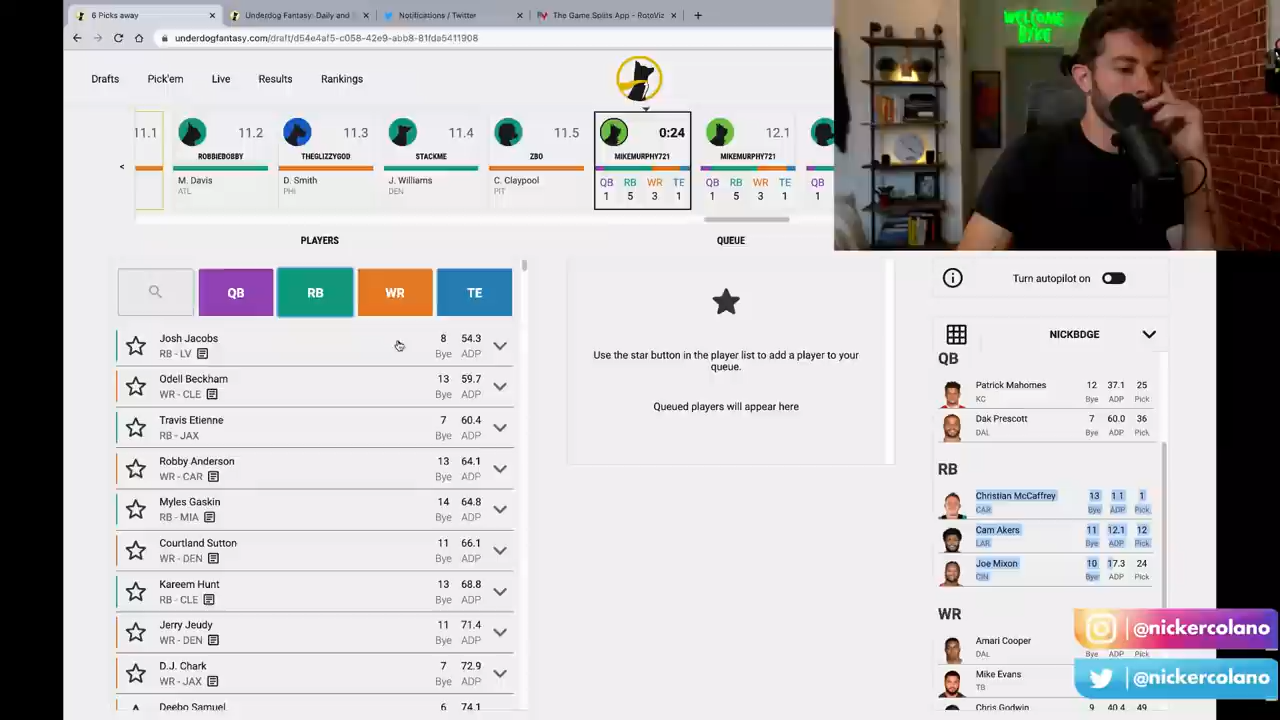 6 Picks away
Underdog Fantasy: Daily and
Notifications / Twitter
The Game Splits App - RotoViz
underdogfantasy.com/draft/d54e4af5-c058-42e9-abb8-81fda5411908
WELCOME
Drafts
Pick'em
Live
Results
Rankings
11.1
11.2
ROBBIEBOBBY
M. Davis
ATL
11.3
THEGLIZZYGOD
D. Smith
PHI
11.4
STACKME
J. Williams
DEN
11.5
ZBO
C. Claypool
PIT
0:24
MIKEMURPHY721
QB RB WR TE
1 5 3 1
12.1
MIKEMURPHY721
QB RB WR TE
1 5 3 1
QB
1
PLAYERS
QB
RB
WR
TE
Josh Jacobs 8 54.3
RB - LV Bye ADP
Odell Beckham 13 59.7
WR - CLE Bye ADP
Travis Etienne 7 60.4
RB - JAX Bye ADP
Robby Anderson 13 64.1
WR - CAR Bye ADP
Myles Gaskin 14 64.8
RB - MIA Bye ADP
Courtland Sutton 11 66.1
WR - DEN Bye ADP
Kareem Hunt 13 68.8
RB - CLE Bye ADP
Jerry Jeudy 11 71.4
WR - DEN Bye ADP
D.J. Chark 7 72.9
WR - JAX Bye ADP
Deebo Samuel 6 74.1
QUEUE
Use the star button in the player list to add a player to your
queue.
Queued players will appear here
Turn autopilot on
NICKBDGE
QB
Patrick Mahomes 12 37.1 25
KC Bye ADP Pick
Dak Prescott 7 60.0 36
DAL Bye ADP Pick
RB
Christian McCaffrey 13 1.1 1
CAR Bye ADP Pick
Cam Akers 11 12.1 12
LAR Bye ADP Pick
Joe Mixon 10 17.3 24
CIN Bye ADP Pick
WR
Amari Cooper
DAL
Mike Evans
TB
Chris Godwin 9 40.4 49
@nickercolano
@nickercolano